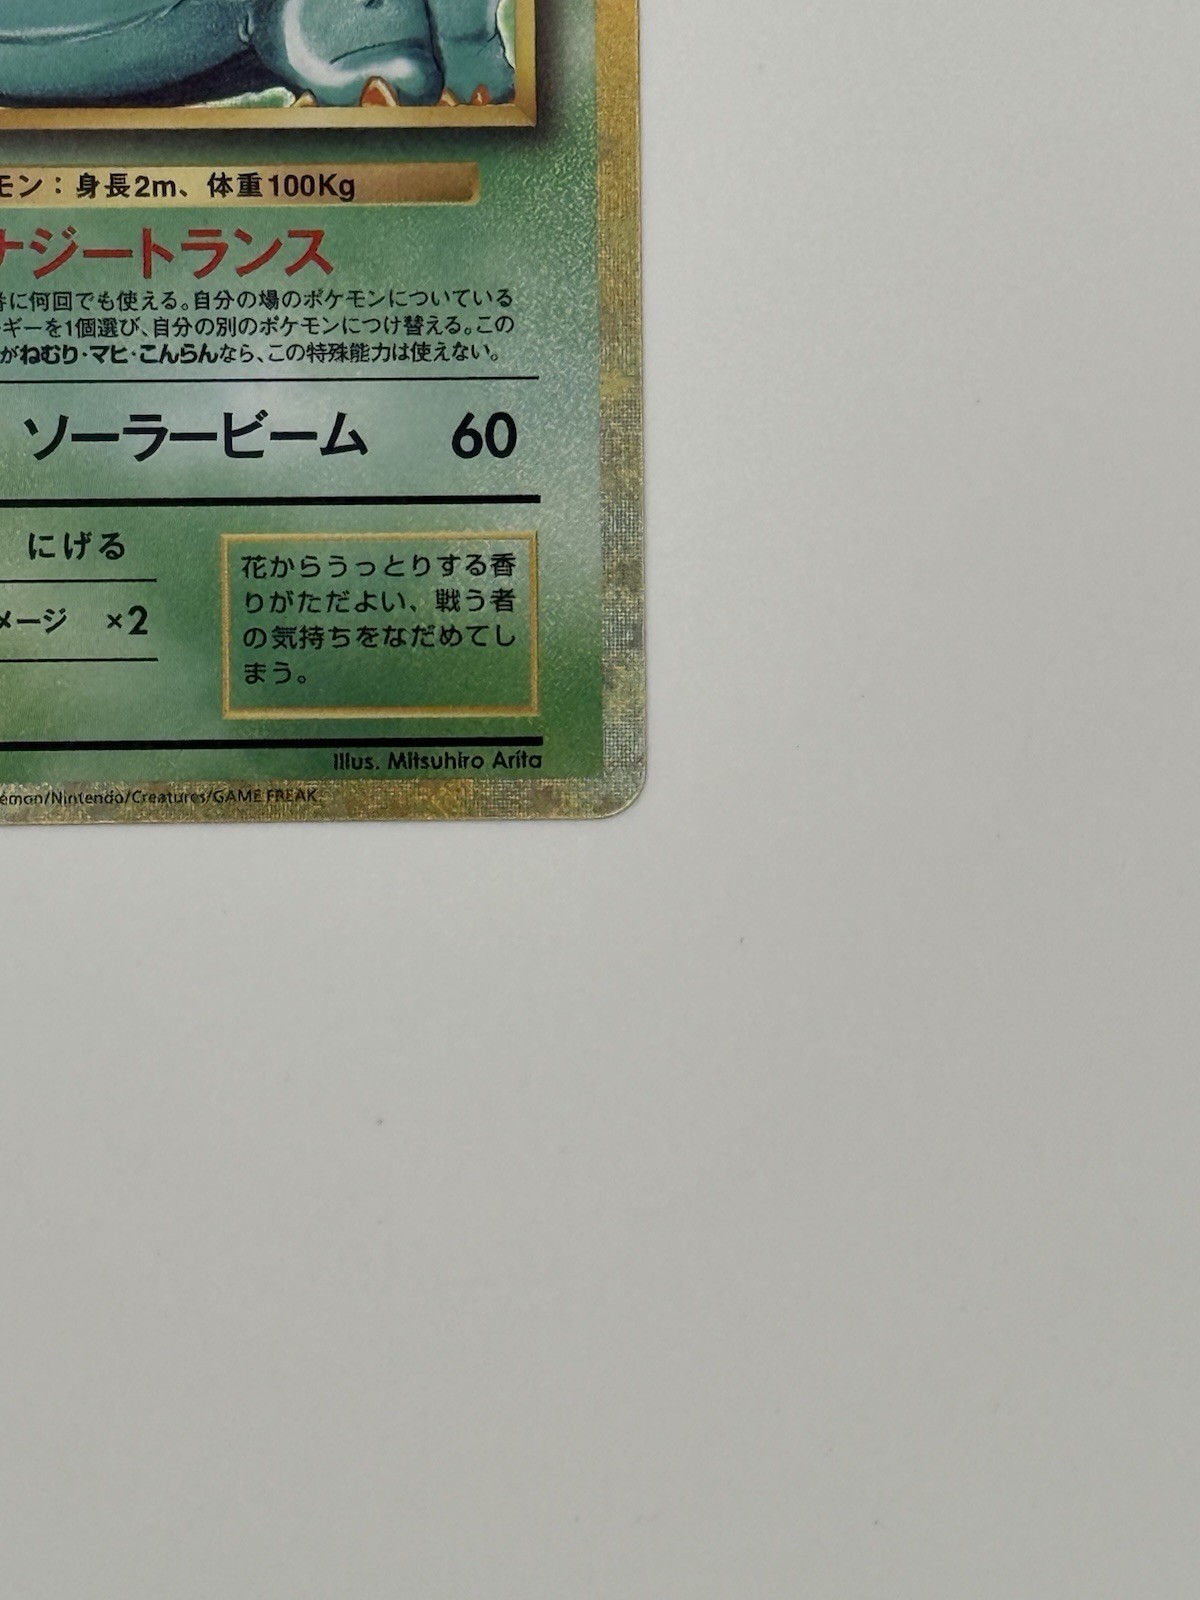 モン：身長2m、体重100Kg
ナジートランス
番に何回でも使える。自分の場のポケモンについている
ギーを1個選び、自分の別のポケモンにつけ替える。この
がねむり・マヒ・こんらんなら、この特殊能力は使えない。
ソーラービーム 60
にげる
メージ ×2
花からうっとりする香
りがただよい、戦う者
の気持ちをなだめてし
まう。
Illus. Mitsuhiro Arita
émon/Nintendo/Creatures/GAME FREAK.